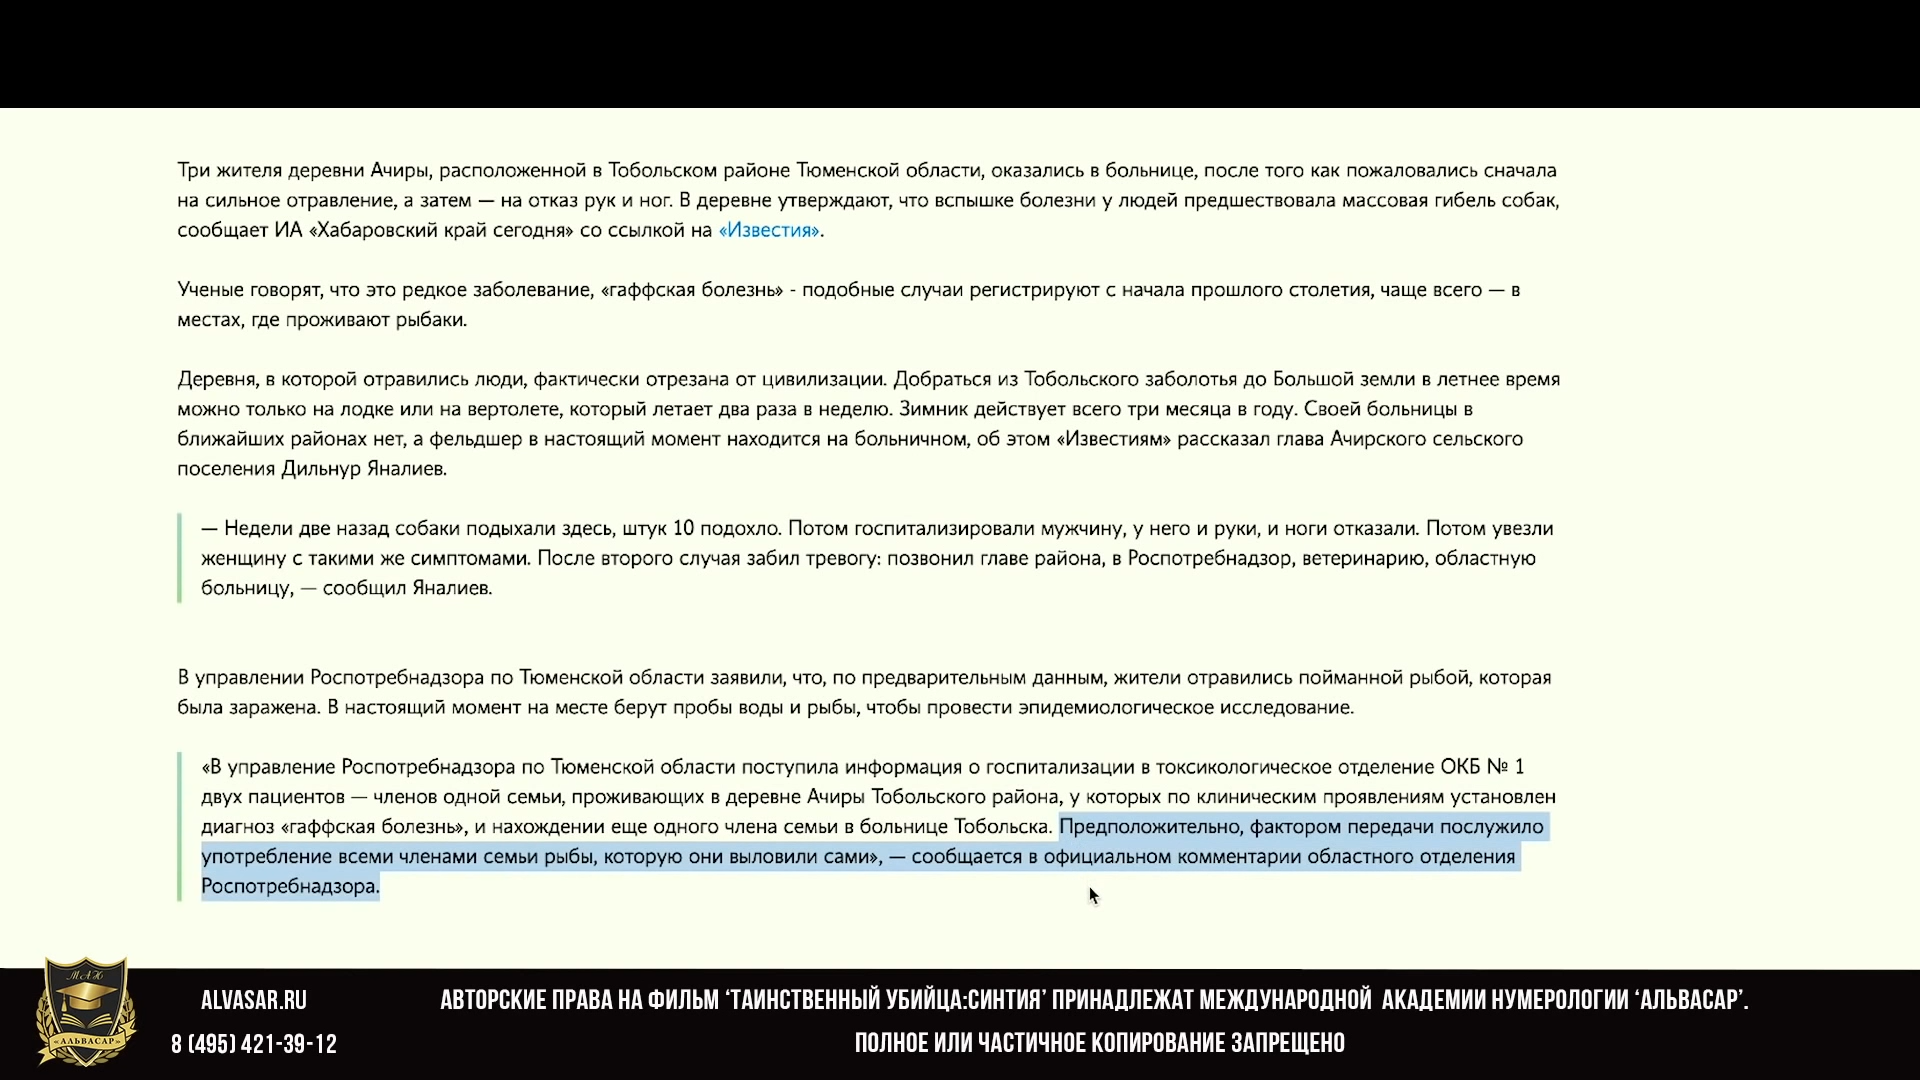 Три жителя деревни Ачиры, расположенной в Тобольском районе Тюменской области, оказались в больнице, после того как пожаловались сначала
на сильное отравление, а затем — на отказ рук и ног. В деревне утверждают, что вспышке болезни у людей предшествовала массовая гибель собак,
сообщает ИА «Хабаровский край сегодня» со ссылкой на «Известия».
Ученые говорят, что это редкое заболевание, «гаффская болезнь» - подобные случаи регистрируют с начала прошлого столетия, чаще всего — в
местах, где проживают рыбаки.
Деревня, в которой отравились люди, фактически отрезана от цивилизации. Добраться из Тобольского заболотья до Большой земли в летнее время
можно только на лодке или на вертолете, который летает два раза в неделю. Зимник действует всего три месяца в году. Своей больницы в
ближайших районах нет, а фельдшер в настоящий момент находится на больничном, об этом «Известиям» рассказал глава Ачирского сельского
поселения Дильнур Яналиев.
— Недели две назад собаки подыхали здесь, штук 10 подохло. Потом госпитализировали мужчину, у него и руки, и ноги отказали. Потом увезли
женщину с такими же симптомами. После второго случая забил тревогу: позвонил главе района, в Роспотребнадзор, ветеринарию, областную
больницу, — сообщил Яналиев.
В управлении Роспотребнадзора по Тюменской области заявили, что, по предварительным данным, жители отравились пойманной рыбой, которая
была заражена. В настоящий момент на месте берут пробы воды и рыбы, чтобы провести эпидемиологическое исследование.
«В управление Роспотребнадзора по Тюменской области поступила информация о госпитализации в токсикологическое отделение ОКБ № 1
двух пациентов — членов одной семьи, проживающих в деревне Ачиры Тобольского района, у которых по клиническим проявлениям установлен
диагноз «гаффская болезнь», и нахождении еще одного члена семьи в больнице Тобольска. Предположительно, фактором передачи послужило
употребление всеми членами семьи рыбы, которую они выловили сами», — сообщается в официальном комментарии областного отделения
Роспотребнадзора.
МАН
«АЛЬВАСАР»
ALVASAR.RU
8 (495) 421-39-12
АВТОРСКИЕ ПРАВА НА ФИЛЬМ ‘ТАИНСТВЕННЫЙ УБИЙЦА:СИНТИЯ’ ПРИНАДЛЕЖАТ МЕЖДУНАРОДНОЙ АКАДЕМИИ НУМЕРОЛОГИИ ‘АЛЬВАСАР’.
ПОЛНОЕ ИЛИ ЧАСТИЧНОЕ КОПИРОВАНИЕ ЗАПРЕЩЕНО